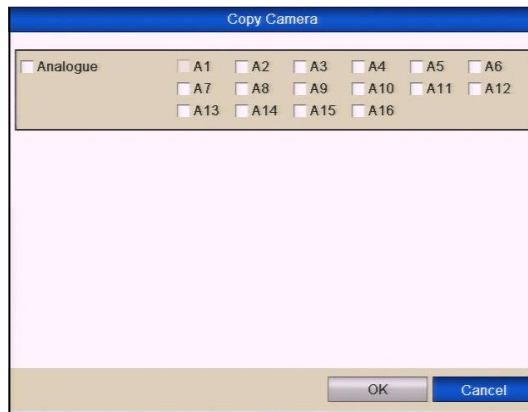 Copy Camera
Analogue A1 A2 A3 A4 A5 A6
A7 A8 A9 A10 A11 A12
A13 A14 A15 A16
OK Cancel